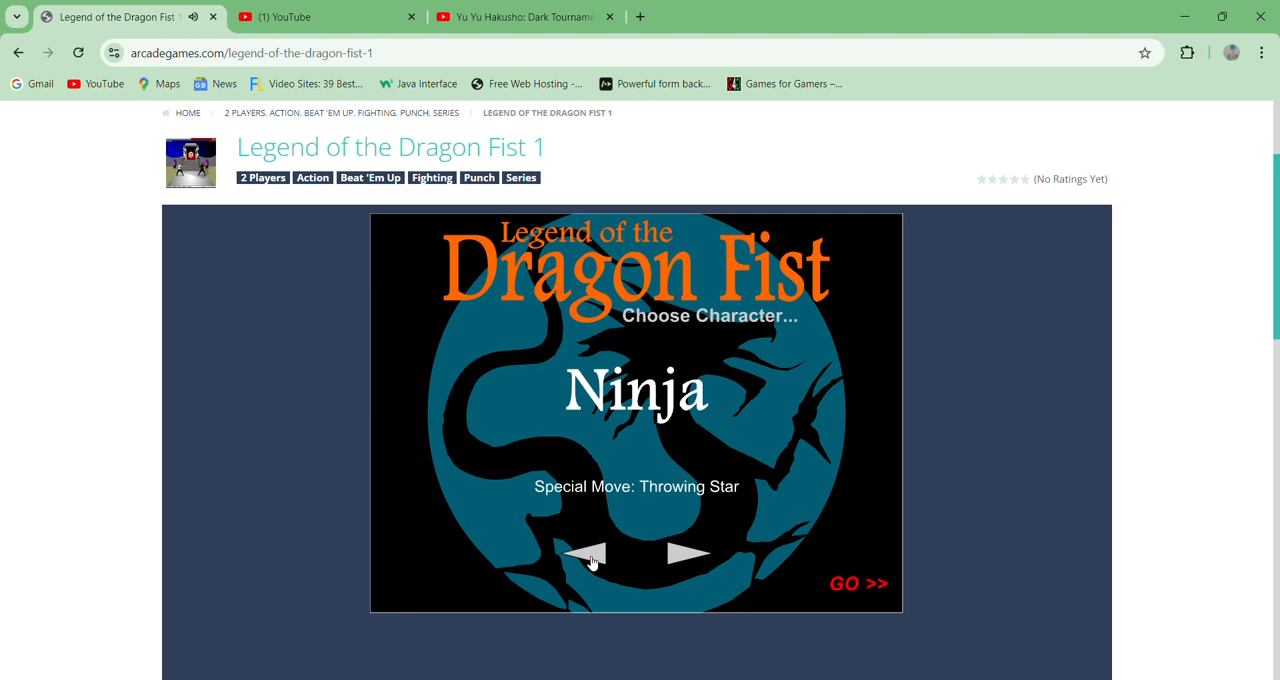 Legend of the Dragon Fist 1
(1) YouTube
Yu Yu Hakusho: Dark Tourname
arcadegames.com/legend-of-the-dragon-fist-1
Gmail YouTube Maps News Video Sites: 39 Best... Java Interface Free Web Hosting -... Powerful form back... Games for Gamers –...
HOME / 2 PLAYERS, ACTION, BEAT 'EM UP, FIGHTING, PUNCH, SERIES / LEGEND OF THE DRAGON FIST 1
Legend of the Dragon Fist 1
2 Players Action Beat 'Em Up Fighting Punch Series
(No Ratings Yet)
Legend of the
Dragon Fist
Choose Character...
Ninja
Special Move: Throwing Star
GO >>